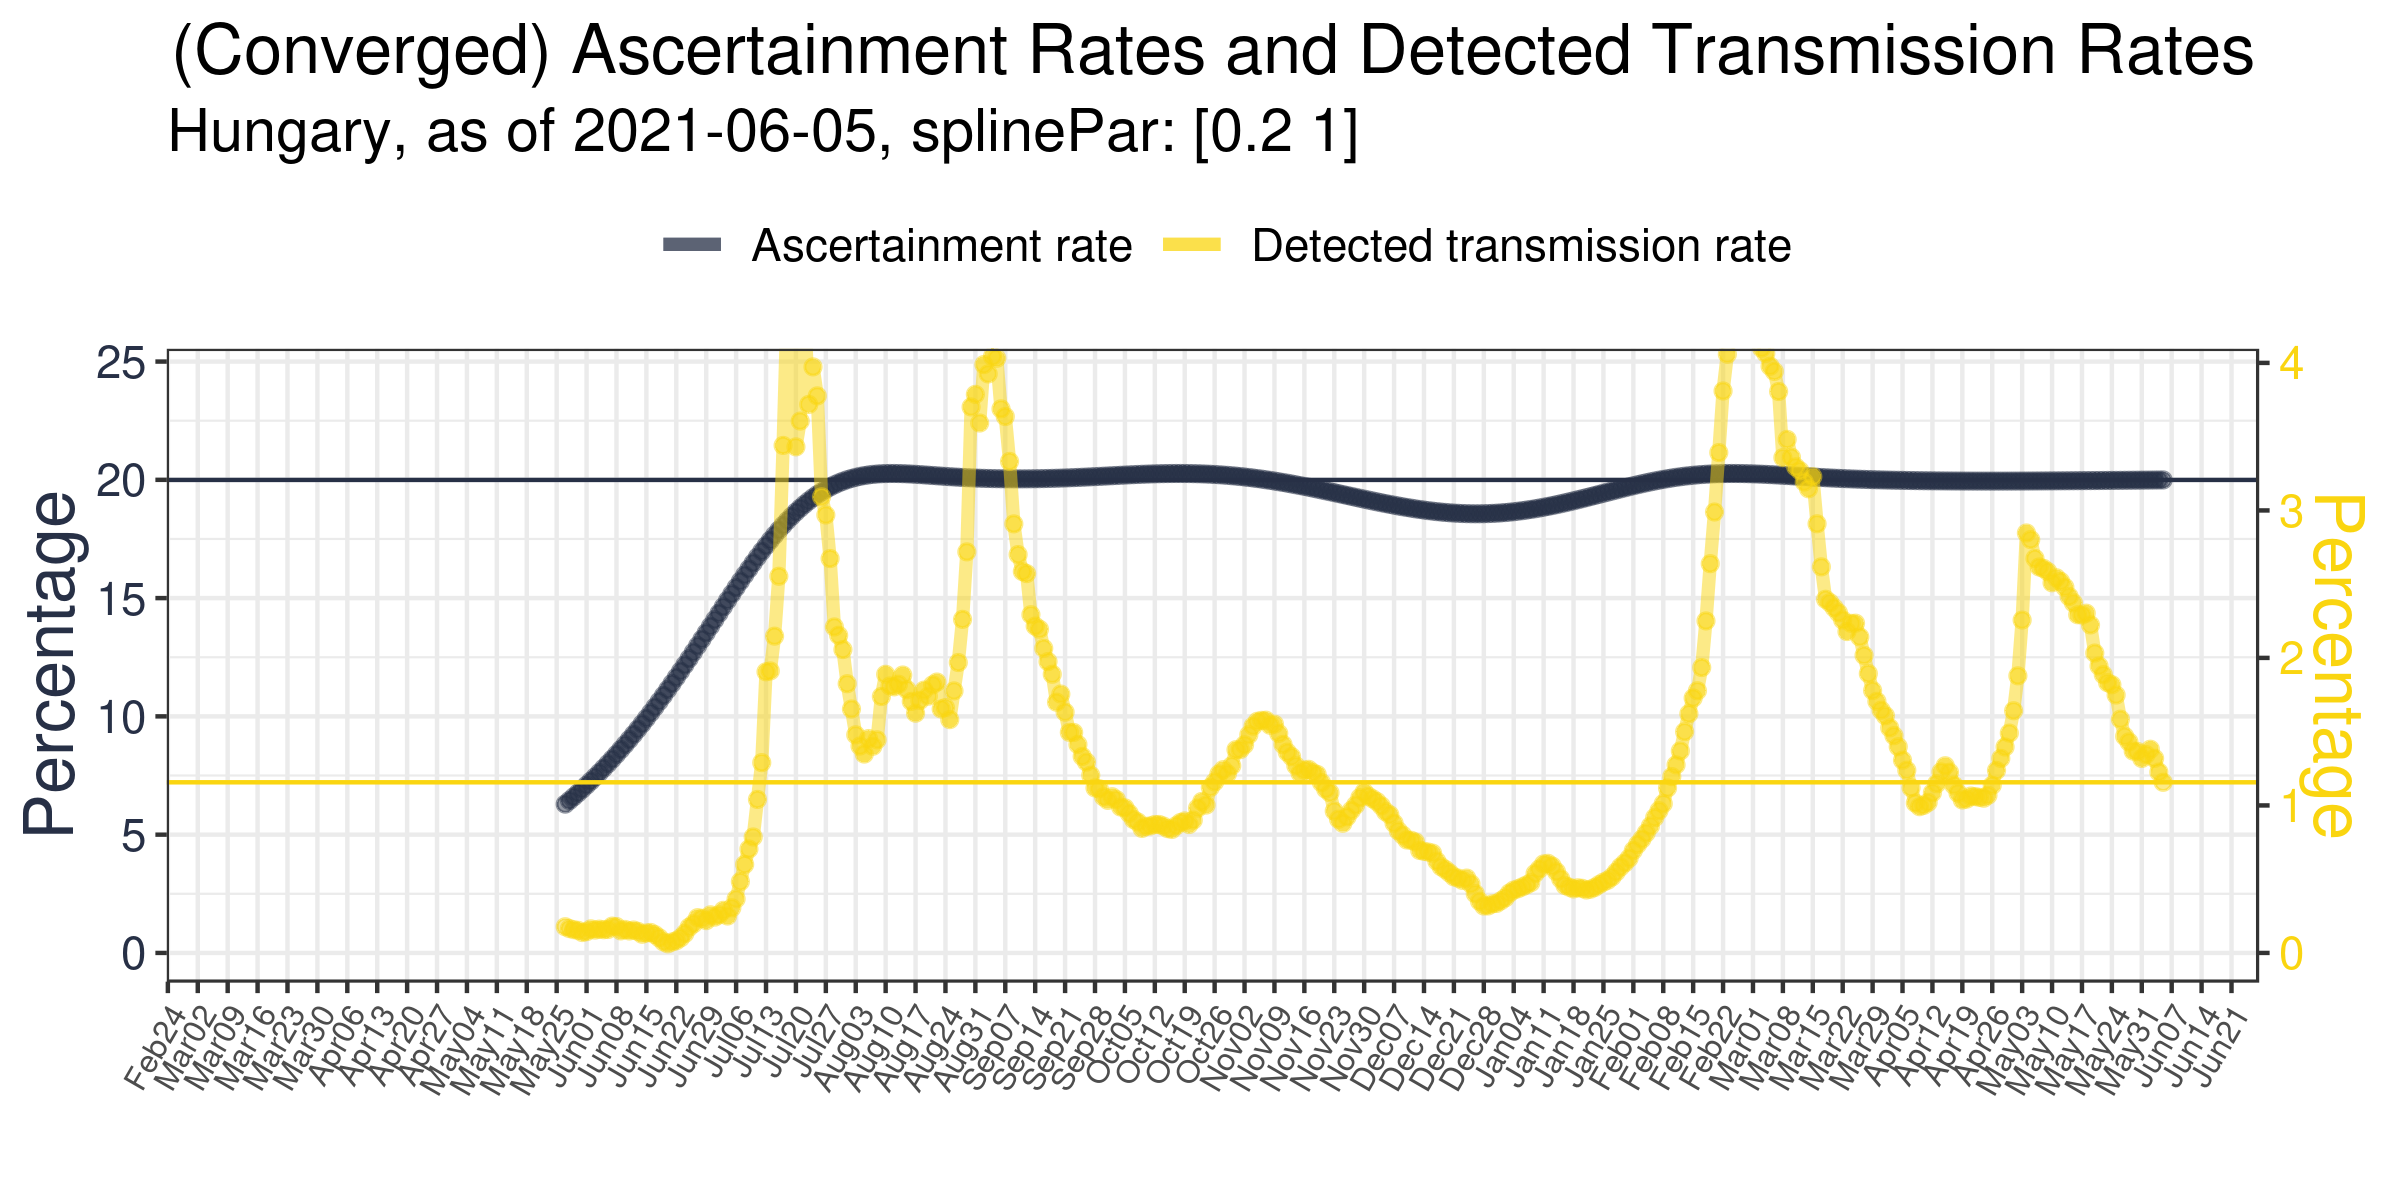 (Converged) Ascertainment Rates and Detected Transmission Rates
Hungary, as of 2021-06-05, splinePar: [0.2 1]
Ascertainment rate
Detected transmission rate
Percentage
25
20
15
10
5
0
4
3
2
1
0
Percentage
Feb24
Mar02
Mar09
Mar16
Mar23
Mar30
Apr06
Apr13
Apr20
Apr27
May04
May11
May18
May25
Jun01
Jun08
Jun15
Jun22
Jun29
Jul06
Jul13
Jul20
Jul27
Aug03
Aug10
Aug17
Aug24
Aug31
Sep07
Sep14
Sep21
Sep28
Oct05
Oct12
Oct19
Oct26
Nov02
Nov09
Nov16
Nov23
Nov30
Dec07
Dec14
Dec21
Dec28
Jan04
Jan11
Jan18
Jan25
Feb01
Feb08
Feb15
Feb22
Mar01
Mar08
Mar15
Mar22
Mar29
Apr05
Apr12
Apr19
Apr26
May03
May10
May17
May24
May31
Jun07
Jun14
Jun21